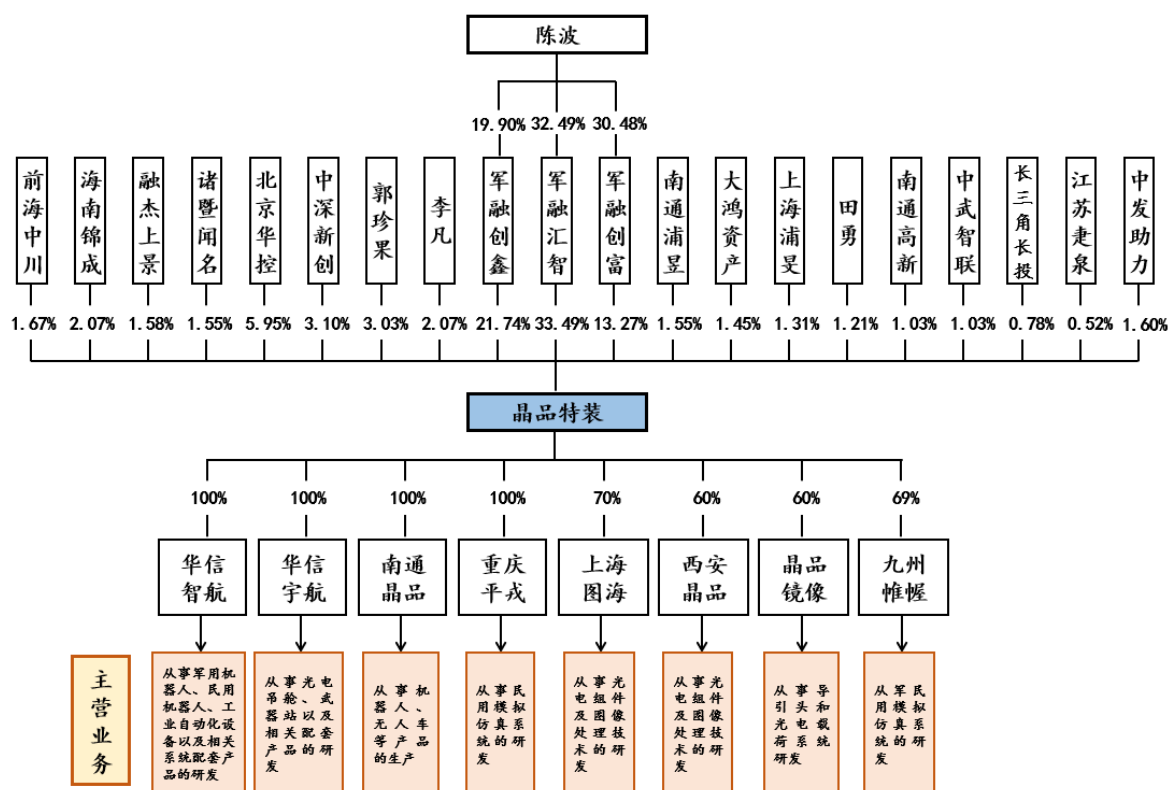 陈波
19.90%
32.49%
30.48%
前海中川
海南锦成
融杰上景
诸暨闻名
北京华控
中深新创
郭珍果
李凡
军融创鑫
军融汇智
军融创富
南通浦昱
大鸿资产
上海浦旻
田勇
南通高新
中武智联
长三角长投
江苏疌泉
中发助力
1.67%
2.07%
1.58%
1.55%
5.95%
3.10%
3.03%
2.07%
21.74%
33.49%
13.27%
1.55%
1.45%
1.31%
1.21%
1.03%
1.03%
0.78%
0.52%
1.60%
晶品特装
100%
100%
100%
100%
70%
60%
60%
69%
华信
智航
华信
宇航
南通
晶品
重庆
平戎
上海
图海
西安
晶品
晶品
镜像
九州
帷幄
主营业务
从事军用机
器人、民用
机器人、工
业自动化设
备以及相关
系统配套产
品的研发
从事光电
吊舱、武
器站以及
相关配套
产品的研
发
从事机
器人、
无人车
等产品
的生产
从事民
用模拟
仿真系
统的研
发
从事光
电组件
及图像
处理技
术的研
发
从事光
电组件
及图像
处理技
术的研
发
从事导
引头和
光电载
荷系统
研发
从事军民
用模拟
仿真系
统的研
发